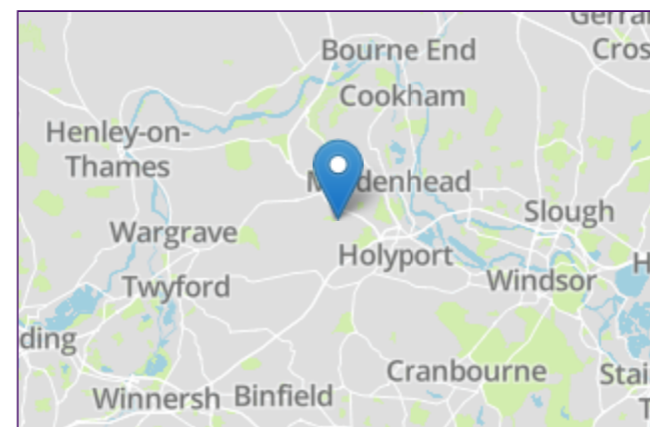 Bourne End
Cookham
Henley-on-
Thames
Slough
Wargrave
Holyport
Windsor
Twyford
Cranbourne
Winnersh
Binfield